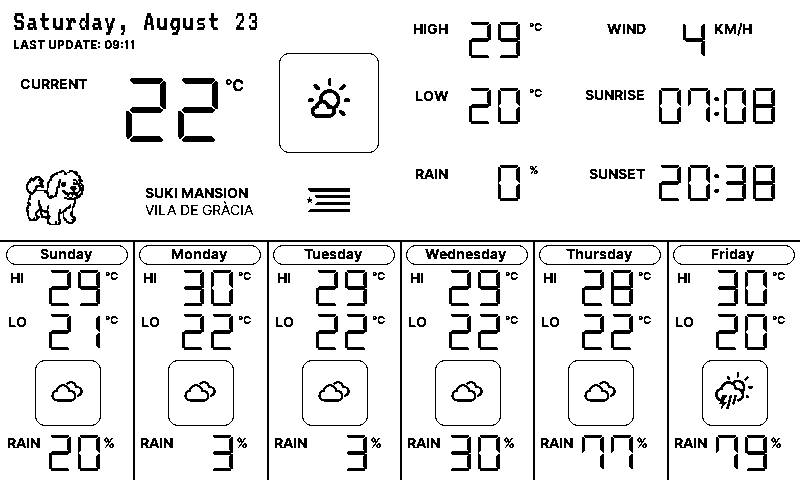 Saturday, August 23
LAST UPDATE: 09:11
CURRENT 22 °C
HIGH 29 °C
WIND 4 KM/H
LOW 20 °C
SUNRISE 07:08
RAIN 0 %
SUNSET 20:38
SUKI MANSION
VILA DE GRÀCIA
Sunday
HI 29 °C
LO 21 °C
RAIN 20 %
Monday
HI 30 °C
LO 22 °C
RAIN 3 %
Tuesday
HI 29 °C
LO 22 °C
RAIN 3 %
Wednesday
HI 29 °C
LO 22 °C
RAIN 30 %
Thursday
HI 28 °C
LO 22 °C
RAIN 77 %
Friday
HI 30 °C
LO 20 °C
RAIN 79 %